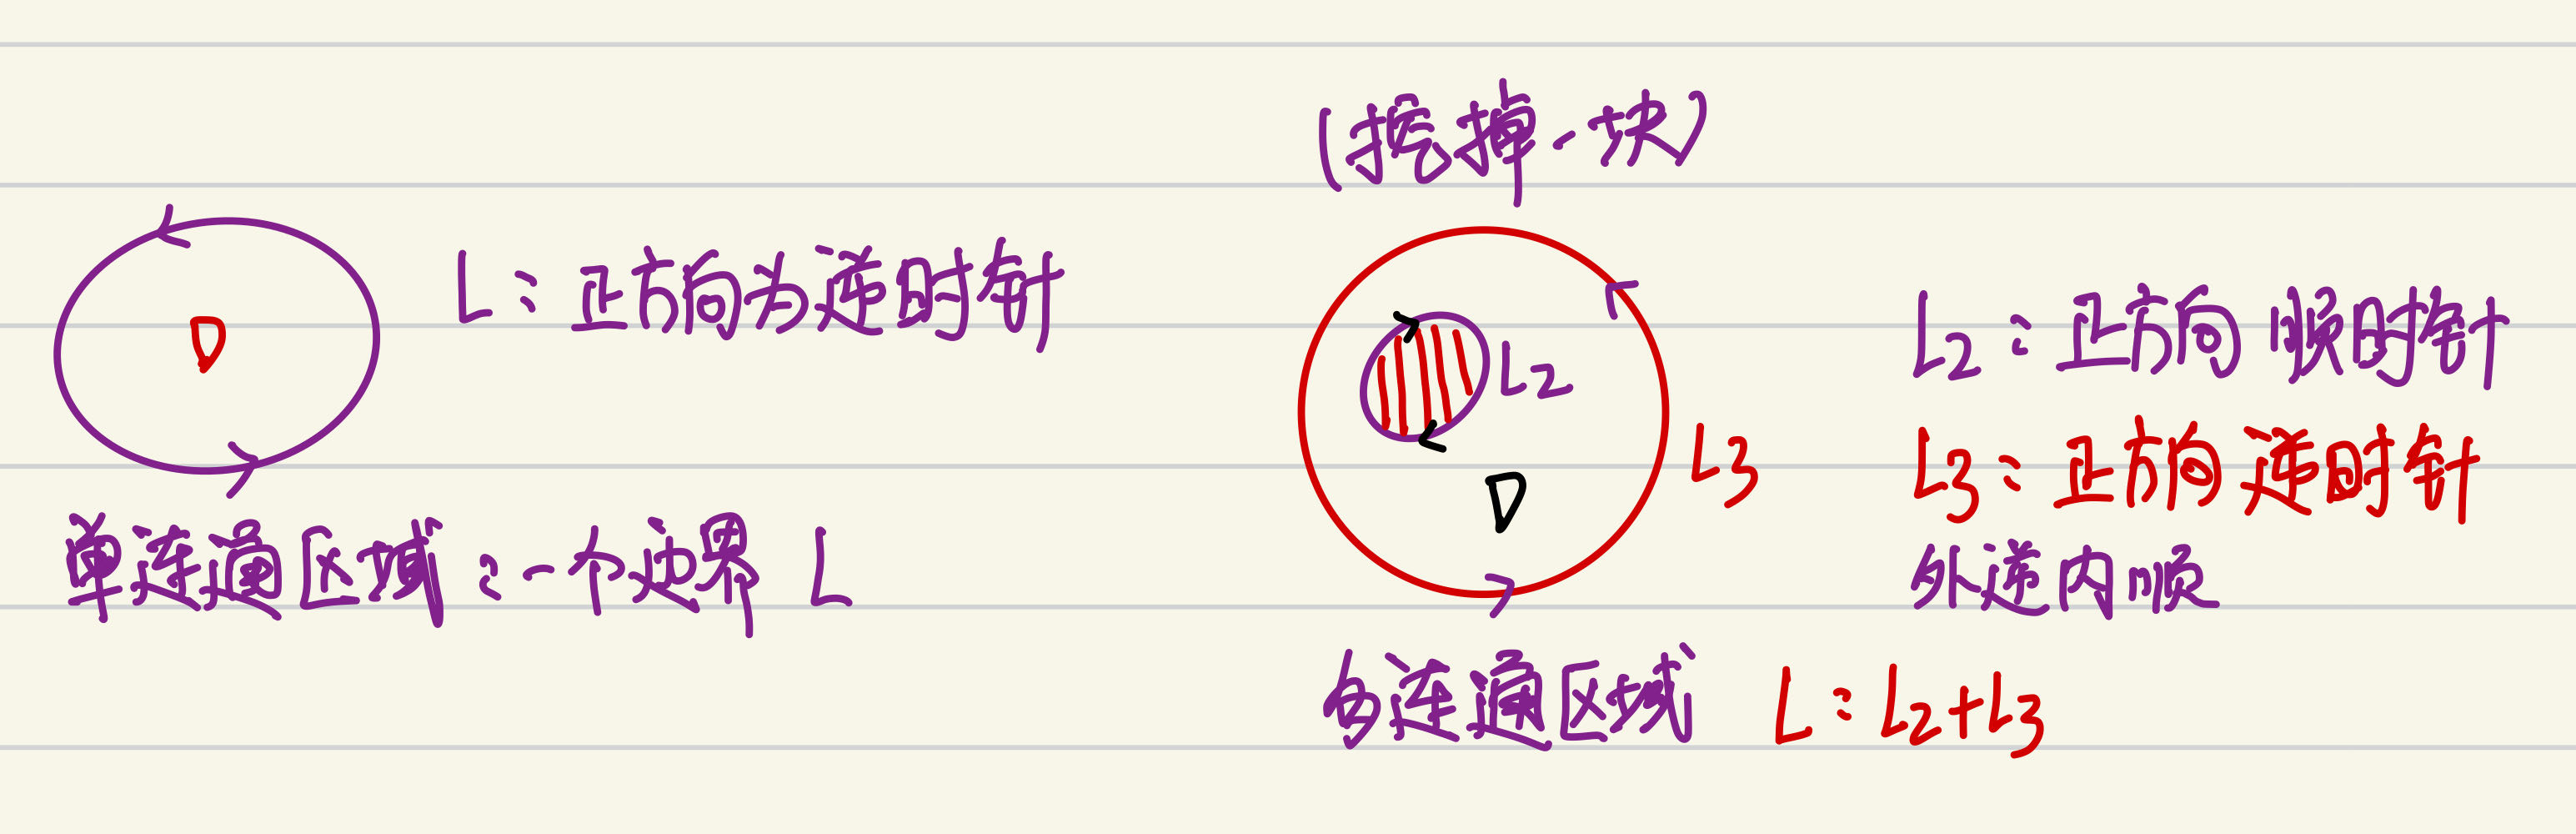 (挖掉一块)
D
L：正方向为逆时针
单连通区域：一个边界 L
L2
L3
D
L2：正方向 顺时针
L3：正方向 逆时针
外逆内顺
多连通区域 L：L2+L3